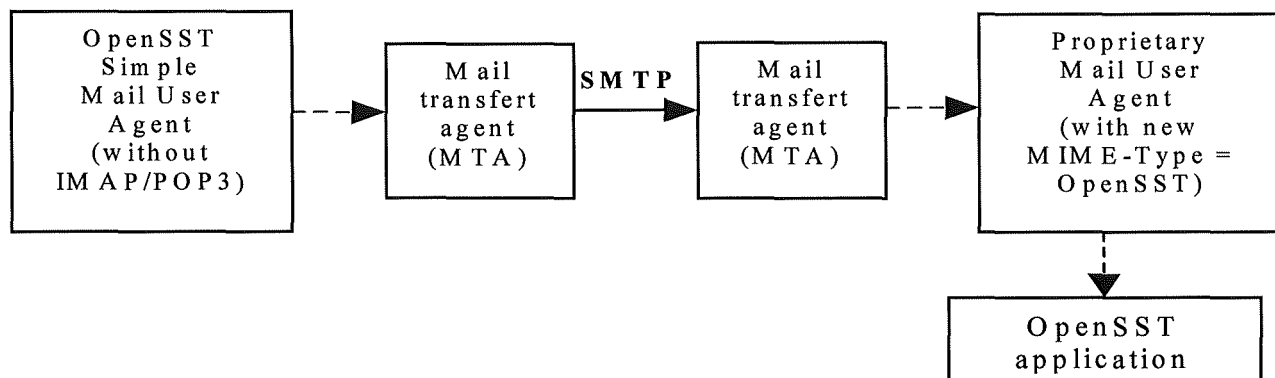 OpenSST
Simple
Mail User
Agent
(without
IMAP/POP3)
Mail
transfert
agent
(MTA)
SMTP
Mail
transfert
agent
(MTA)
Proprietary
Mail User
Agent
(with new
MIME-Type =
OpenSST)
OpenSST
application